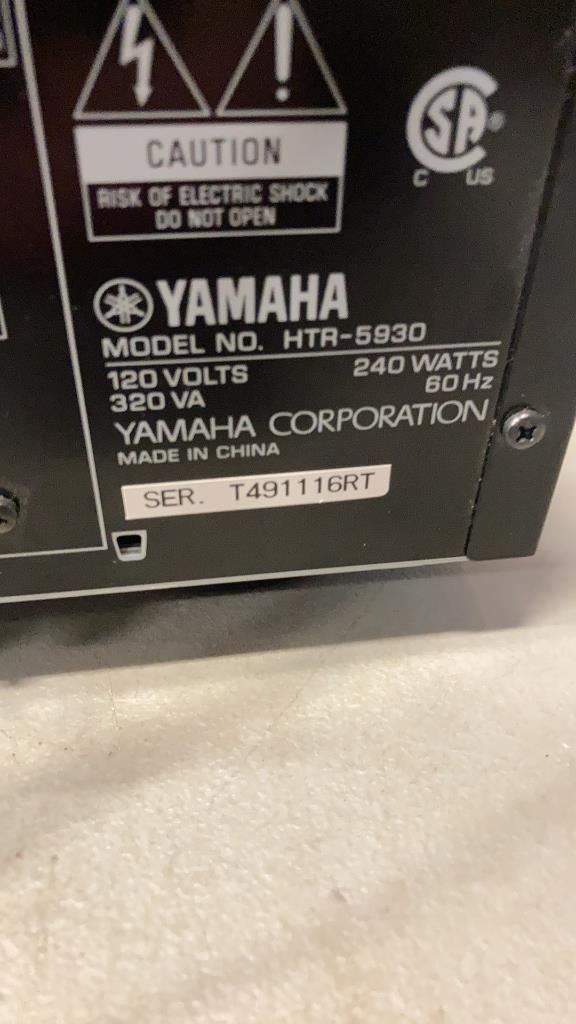 CAUTION
RISK OF ELECTRIC SHOCK
DO NOT OPEN
CSA®
C US
YAMAHA
MODEL NO. HTR-5930
120 VOLTS 240 WATTS
320 VA 60 Hz
YAMAHA CORPORATION
MADE IN CHINA
SER. T491116RT